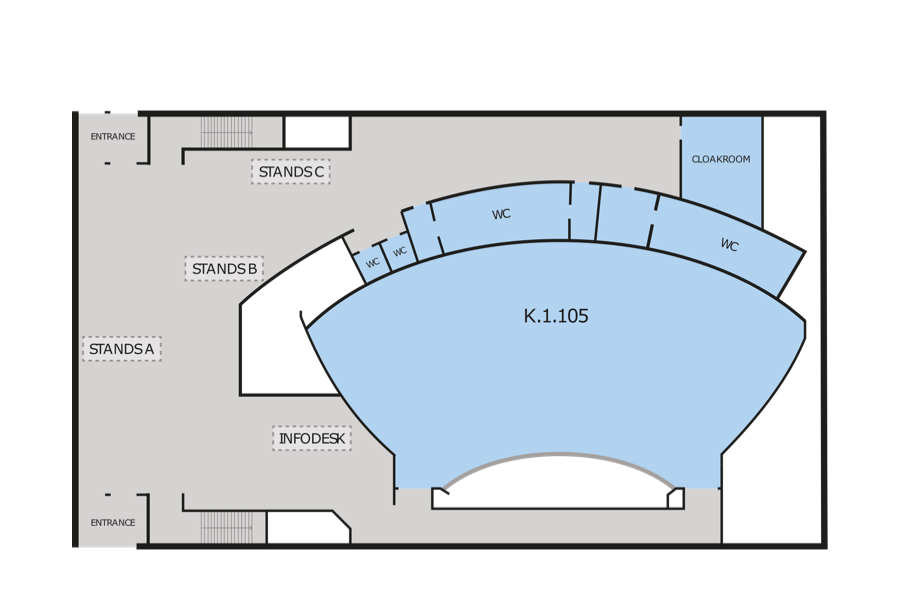 ENTRANCE
CLOAKROOM
STANDS C
WC
WC
WC
WC
STANDS B
K.1.105
STANDS A
INFODESK
ENTRANCE